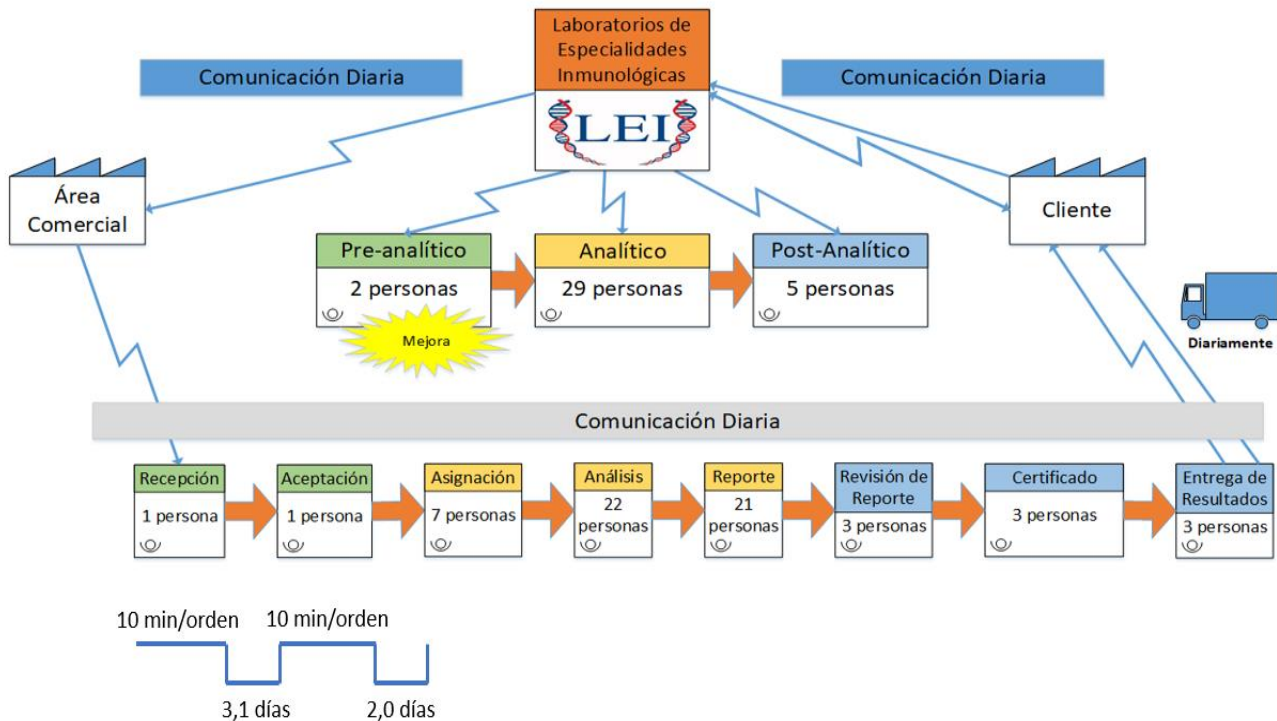 Laboratorios de
Especialidades
Inmunológicas
LEI
Comunicación Diaria
Comunicación Diaria
Área
Comercial
Cliente
Pre-analítico
2 personas
Mejora
Analítico
29 personas
Post-Analítico
5 personas
Diariamente
Comunicación Diaria
Recepción
1 persona
Aceptación
1 persona
Asignación
7 personas
Análisis
22
personas
Reporte
21
personas
Revisión de
Reporte
3 personas
Certificado
3 personas
Entrega de
Resultados
3 personas
10 min/orden
10 min/orden
3,1 días
2,0 días